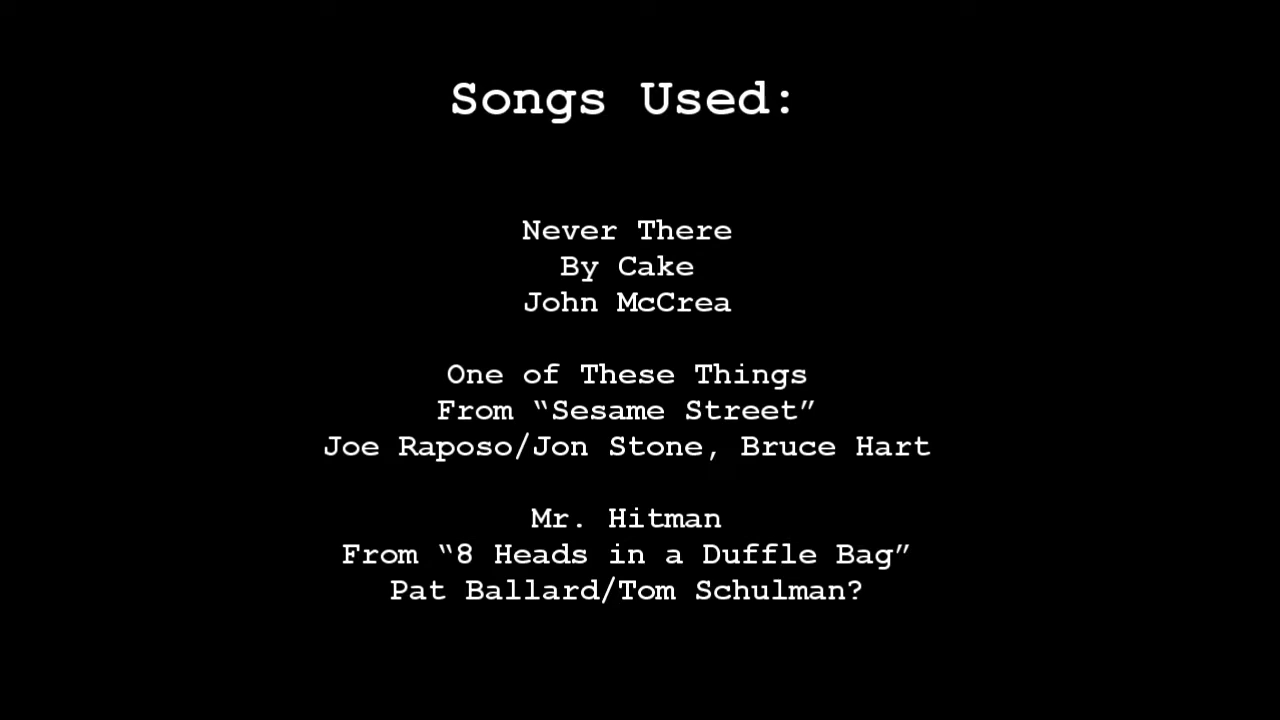 Songs Used:
Never There
By Cake
John McCrea
One of These Things
From “Sesame Street”
Joe Raposo/Jon Stone, Bruce Hart
Mr. Hitman
From “8 Heads in a Duffle Bag”
Pat Ballard/Tom Schulman?